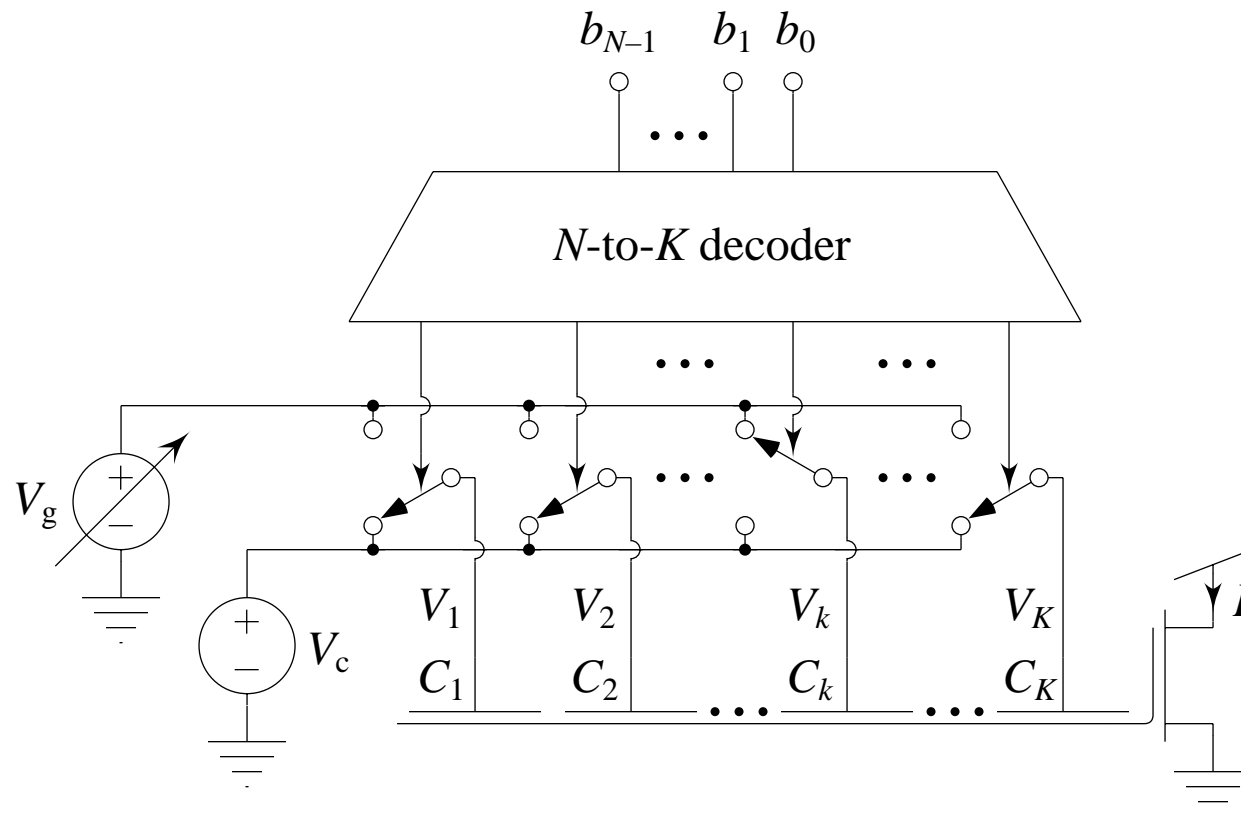 b_{N–1} b_1 b_0
N-to-K decoder
+
–
V_g
+
–
V_c
V_1 V_2 V_k V_K
C_1 C_2 C_k C_K